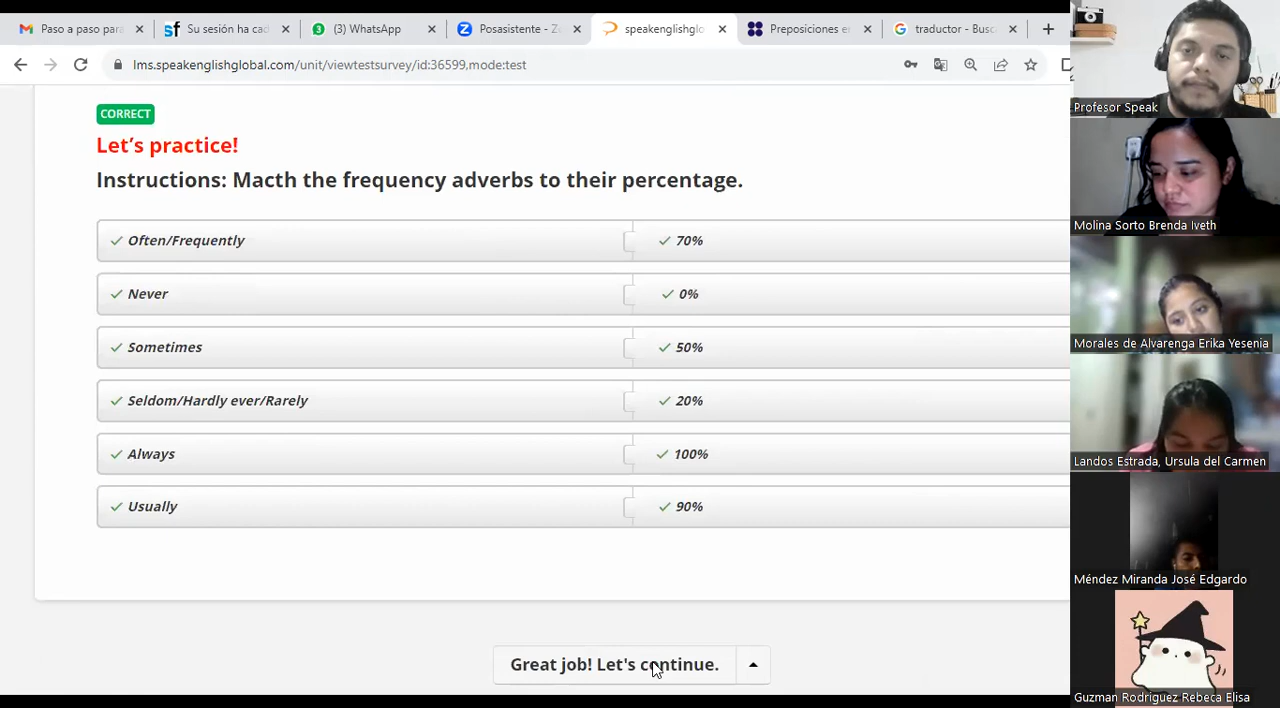 Paso a paso para
Su sesión ha cad
(3) WhatsApp
Posasistente - Z
speakenglishglo
Preposiciones e
traductor - Bus
lms.speakenglishglobal.com/unit/viewtestsurvey/id:36599,mode:test
CORRECT
Let's practice!
Instructions: Macth the frequency adverbs to their percentage.
Often/Frequently 70%
Never 0%
Sometimes 50%
Seldom/Hardly ever/Rarely 20%
Always 100%
Usually 90%
Great job! Let's continue.
Profesor Speak
Molina Sorto Brenda Iveth
Morales de Alvarenga Erika Yesenia
Landos Estrada, Ursula del Carmen
Méndez Miranda José Edgardo
Guzman Rodriguez Rebeca Elisa